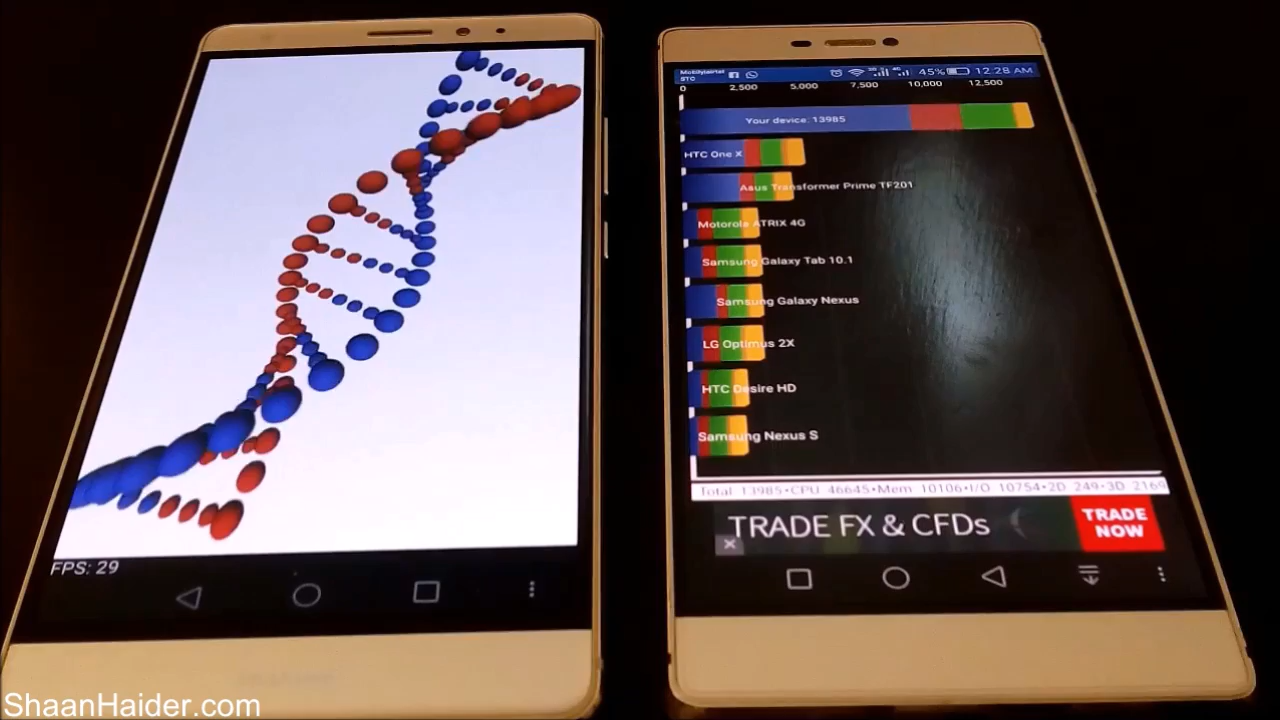 FPS: 29
ShaanHaider.com
Mobily|airtel
STC
45% 12:28 AM
0 2,500 5,000 7,500 10,000 12,500
Your device: 13985
HTC One X
Asus Transformer Prime TF201
Motorola ATRIX 4G
Samsung Galaxy Tab 10.1
Samsung Galaxy Nexus
LG Optimus 2X
HTC Desire HD
Samsung Nexus S
Total 13985•CPU 46645•Mem 10106•I/O 10754•2D 249•3D 2169
TRADE FX & CFDs
TRADE
NOW